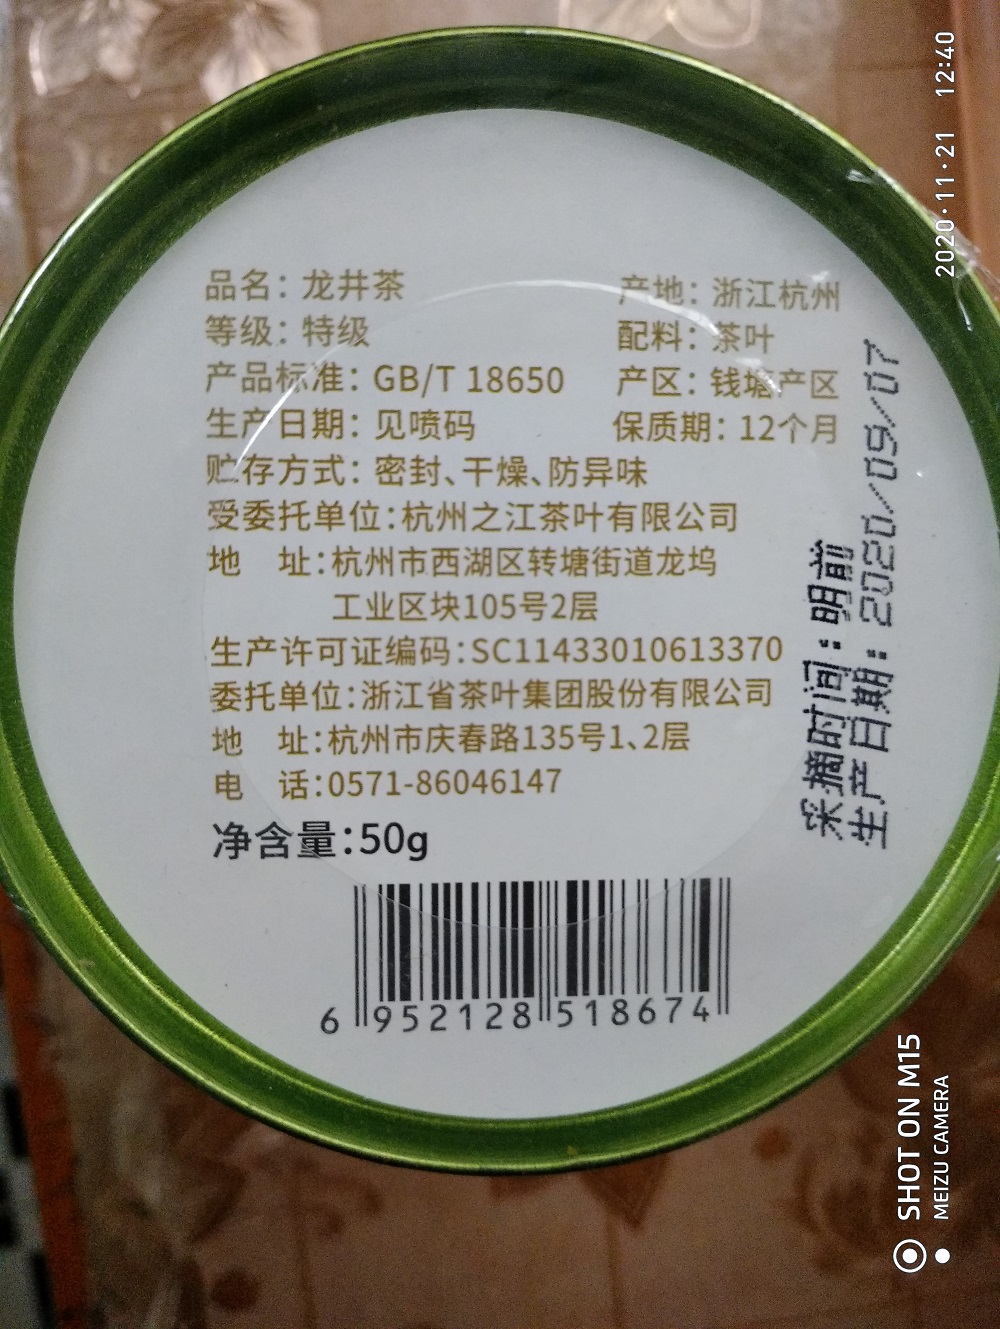 品名：龙井茶
产地：浙江杭州
等级：特级
配料：茶叶
产品标准：GB/T 18650
产区：钱塘产区
生产日期：见喷码
保质期：12个月
贮存方式：密封、干燥、防异味
受委托单位：杭州之江茶叶有限公司
地 址：杭州市西湖区转塘街道龙坞
工业区块105号2层
生产许可证编码：SC11433010613370
委托单位：浙江省茶叶集团股份有限公司
地 址：杭州市庆春路135号1、2层
电 话：0571-86046147
净含量：50g
6 952128 518674
采摘时间：明前
生产日期：2020/09/07
2020·11·21 12:40
SHOT ON M15
MEIZU CAMERA